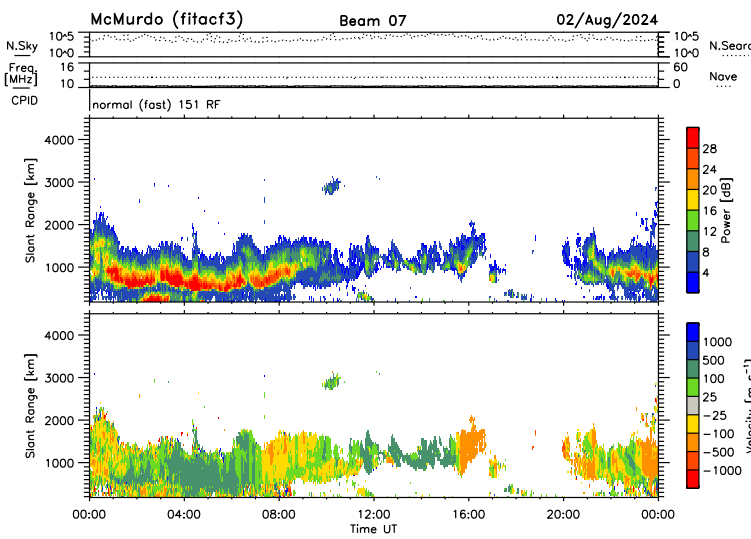 McMurdo (fitacf3) Beam 07 02/Aug/2024
N.Sky 10^5 10^0 10^5 10^0 N.Sear
Freq [MHz] 16 10 60 0 Nave
CPID normal (fast) 151 RF
Slant Range [km] 4000 3000 2000 1000
28 24 20 16 12 8 4 Power [dB]
Slant Range [km] 4000 3000 2000 1000
1000 500 100 25 -25 -100 -500 -1000 Velocity [m s⁻¹]
00:00 04:00 08:00 12:00 16:00 20:00 00:00
Time UT